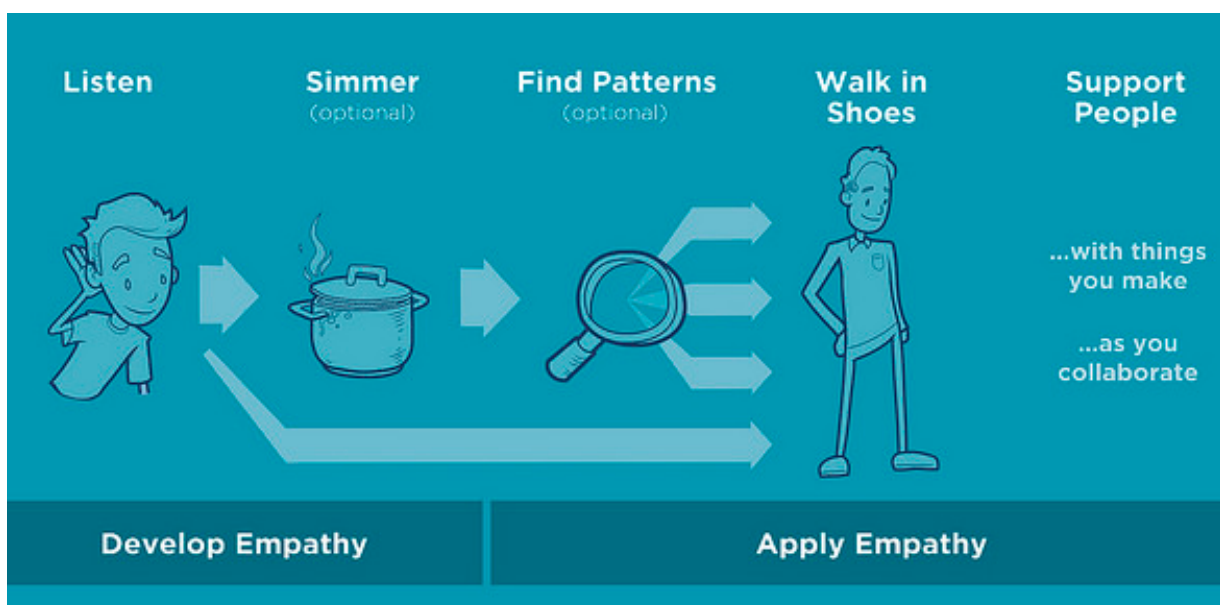 Listen
Simmer
(optional)
Find Patterns
(optional)
Walk in
Shoes
Support
People
...with things
you make
...as you
collaborate
Develop Empathy
Apply Empathy